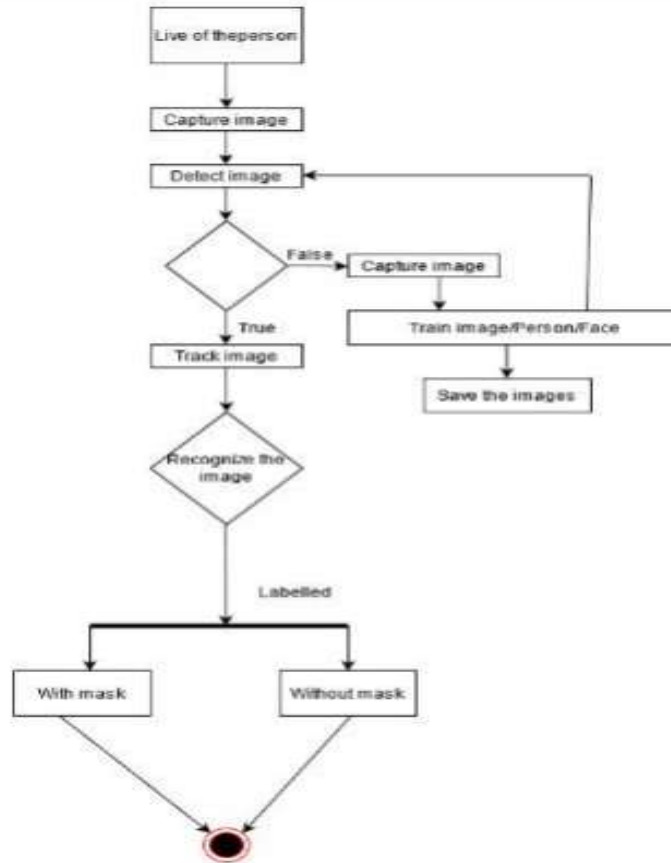 Live of theperson
Capture image
Detect image
False
Capture image
True
Train image/Person/Face
Track image
Save the images
Recognize the
image
Labelled
With mask
Without mask